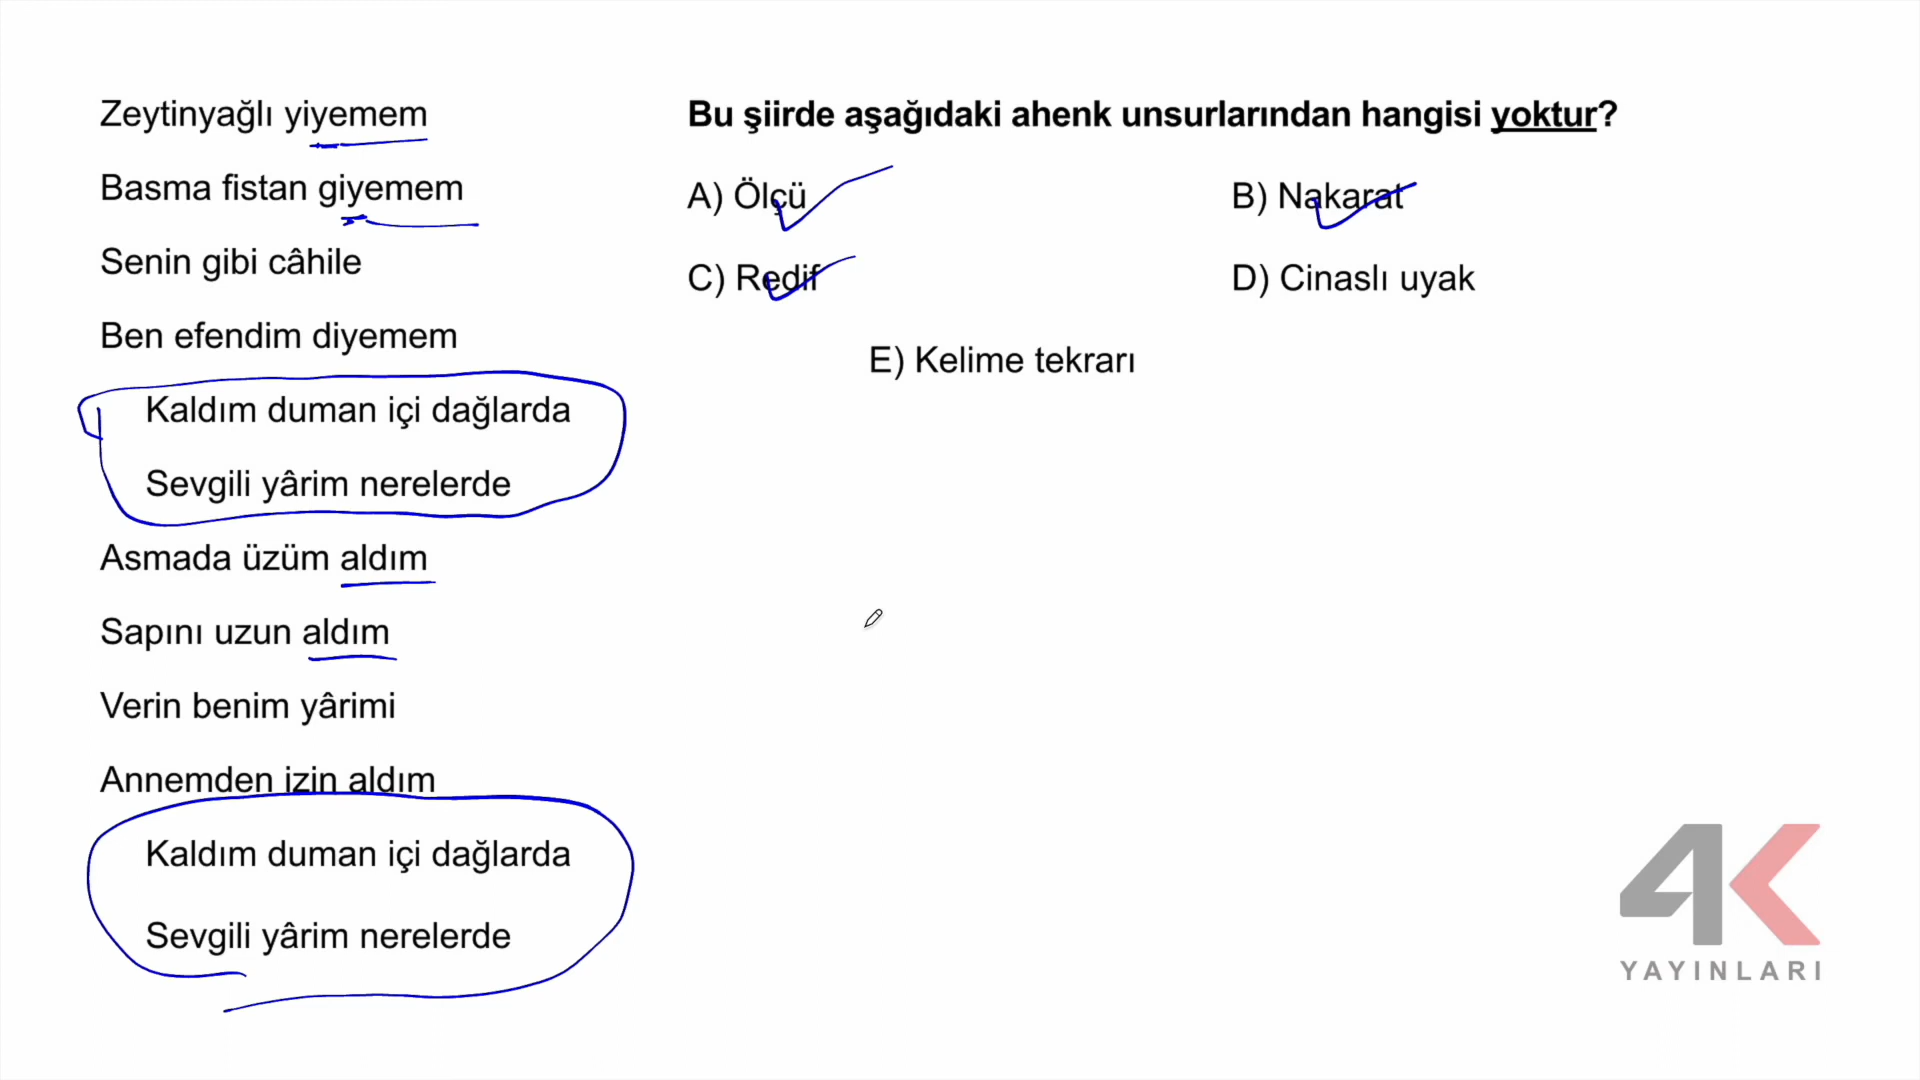 Zeytinyağlı yiyemem
Basma fistan giyemem
Senin gibi câhile
Ben efendim diyemem
Kaldım duman içi dağlarda
Sevgili yârim nerelerde
Asmada üzüm aldım
Sapını uzun aldım
Verin benim yârimi
Annemden izin aldım
Kaldım duman içi dağlarda
Sevgili yârim nerelerde
Bu şiirde aşağıdaki ahenk unsurlarından hangisi yoktur?
A) Ölçü
B) Nakarat
C) Redif
D) Cinaslı uyak
E) Kelime tekrarı
4K
YAYINLARI